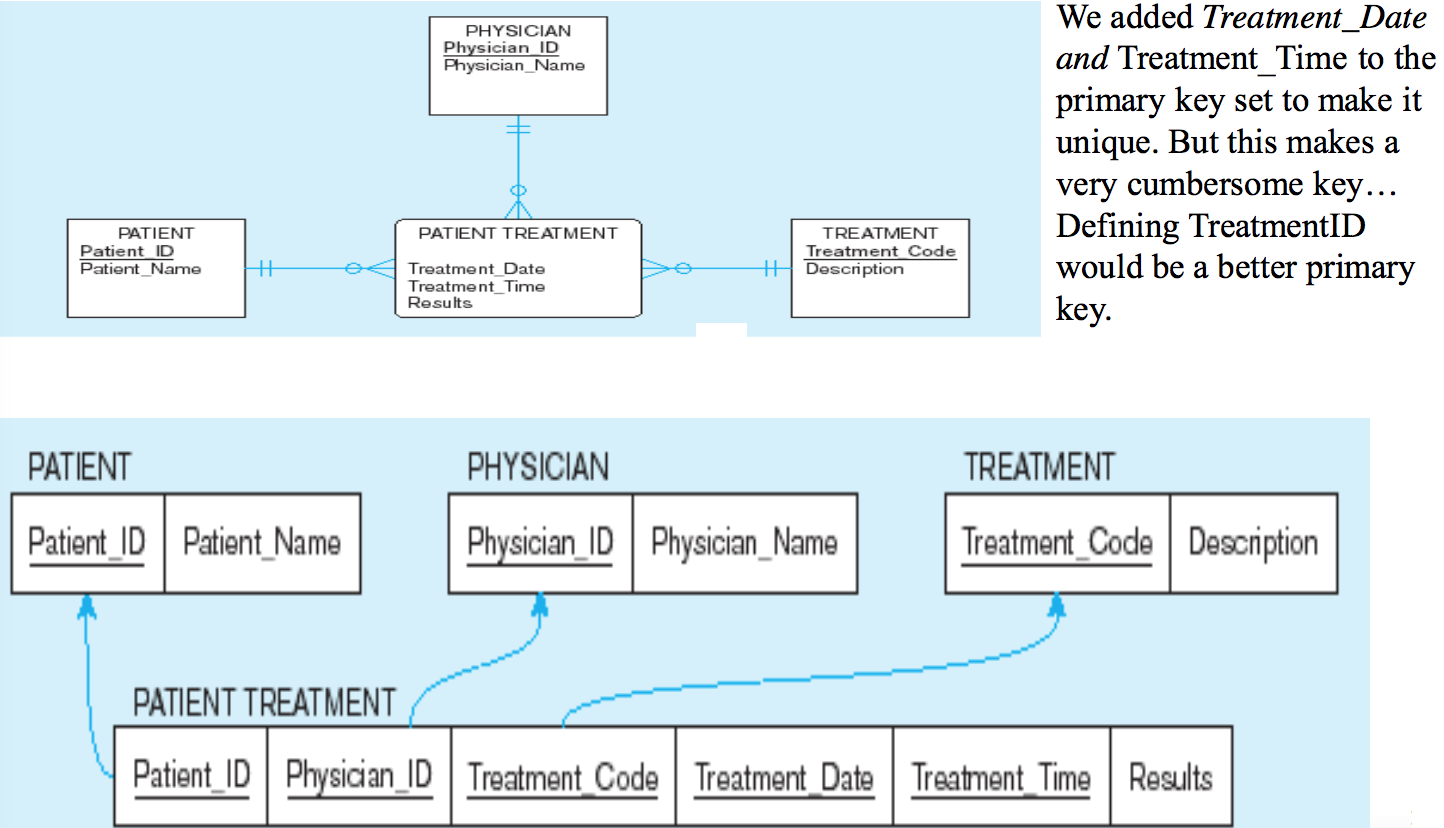 PHYSICIAN
Physician_ID
Physician_Name
PATIENT
Patient_ID
Patient_Name
PATIENT TREATMENT
Treatment_Date
Treatment_Time
Results
TREATMENT
Treatment_Code
Description
We added Treatment_Date
and Treatment_Time to the
primary key set to make it
unique. But this makes a
very cumbersome key…
Defining TreatmentID
would be a better primary
key.
PATIENT
Patient_ID Patient_Name
PHYSICIAN
Physician_ID Physician_Name
TREATMENT
Treatment_Code Description
PATIENT TREATMENT
Patient_ID Physician_ID Treatment_Code Treatment_Date Treatment_Time Results